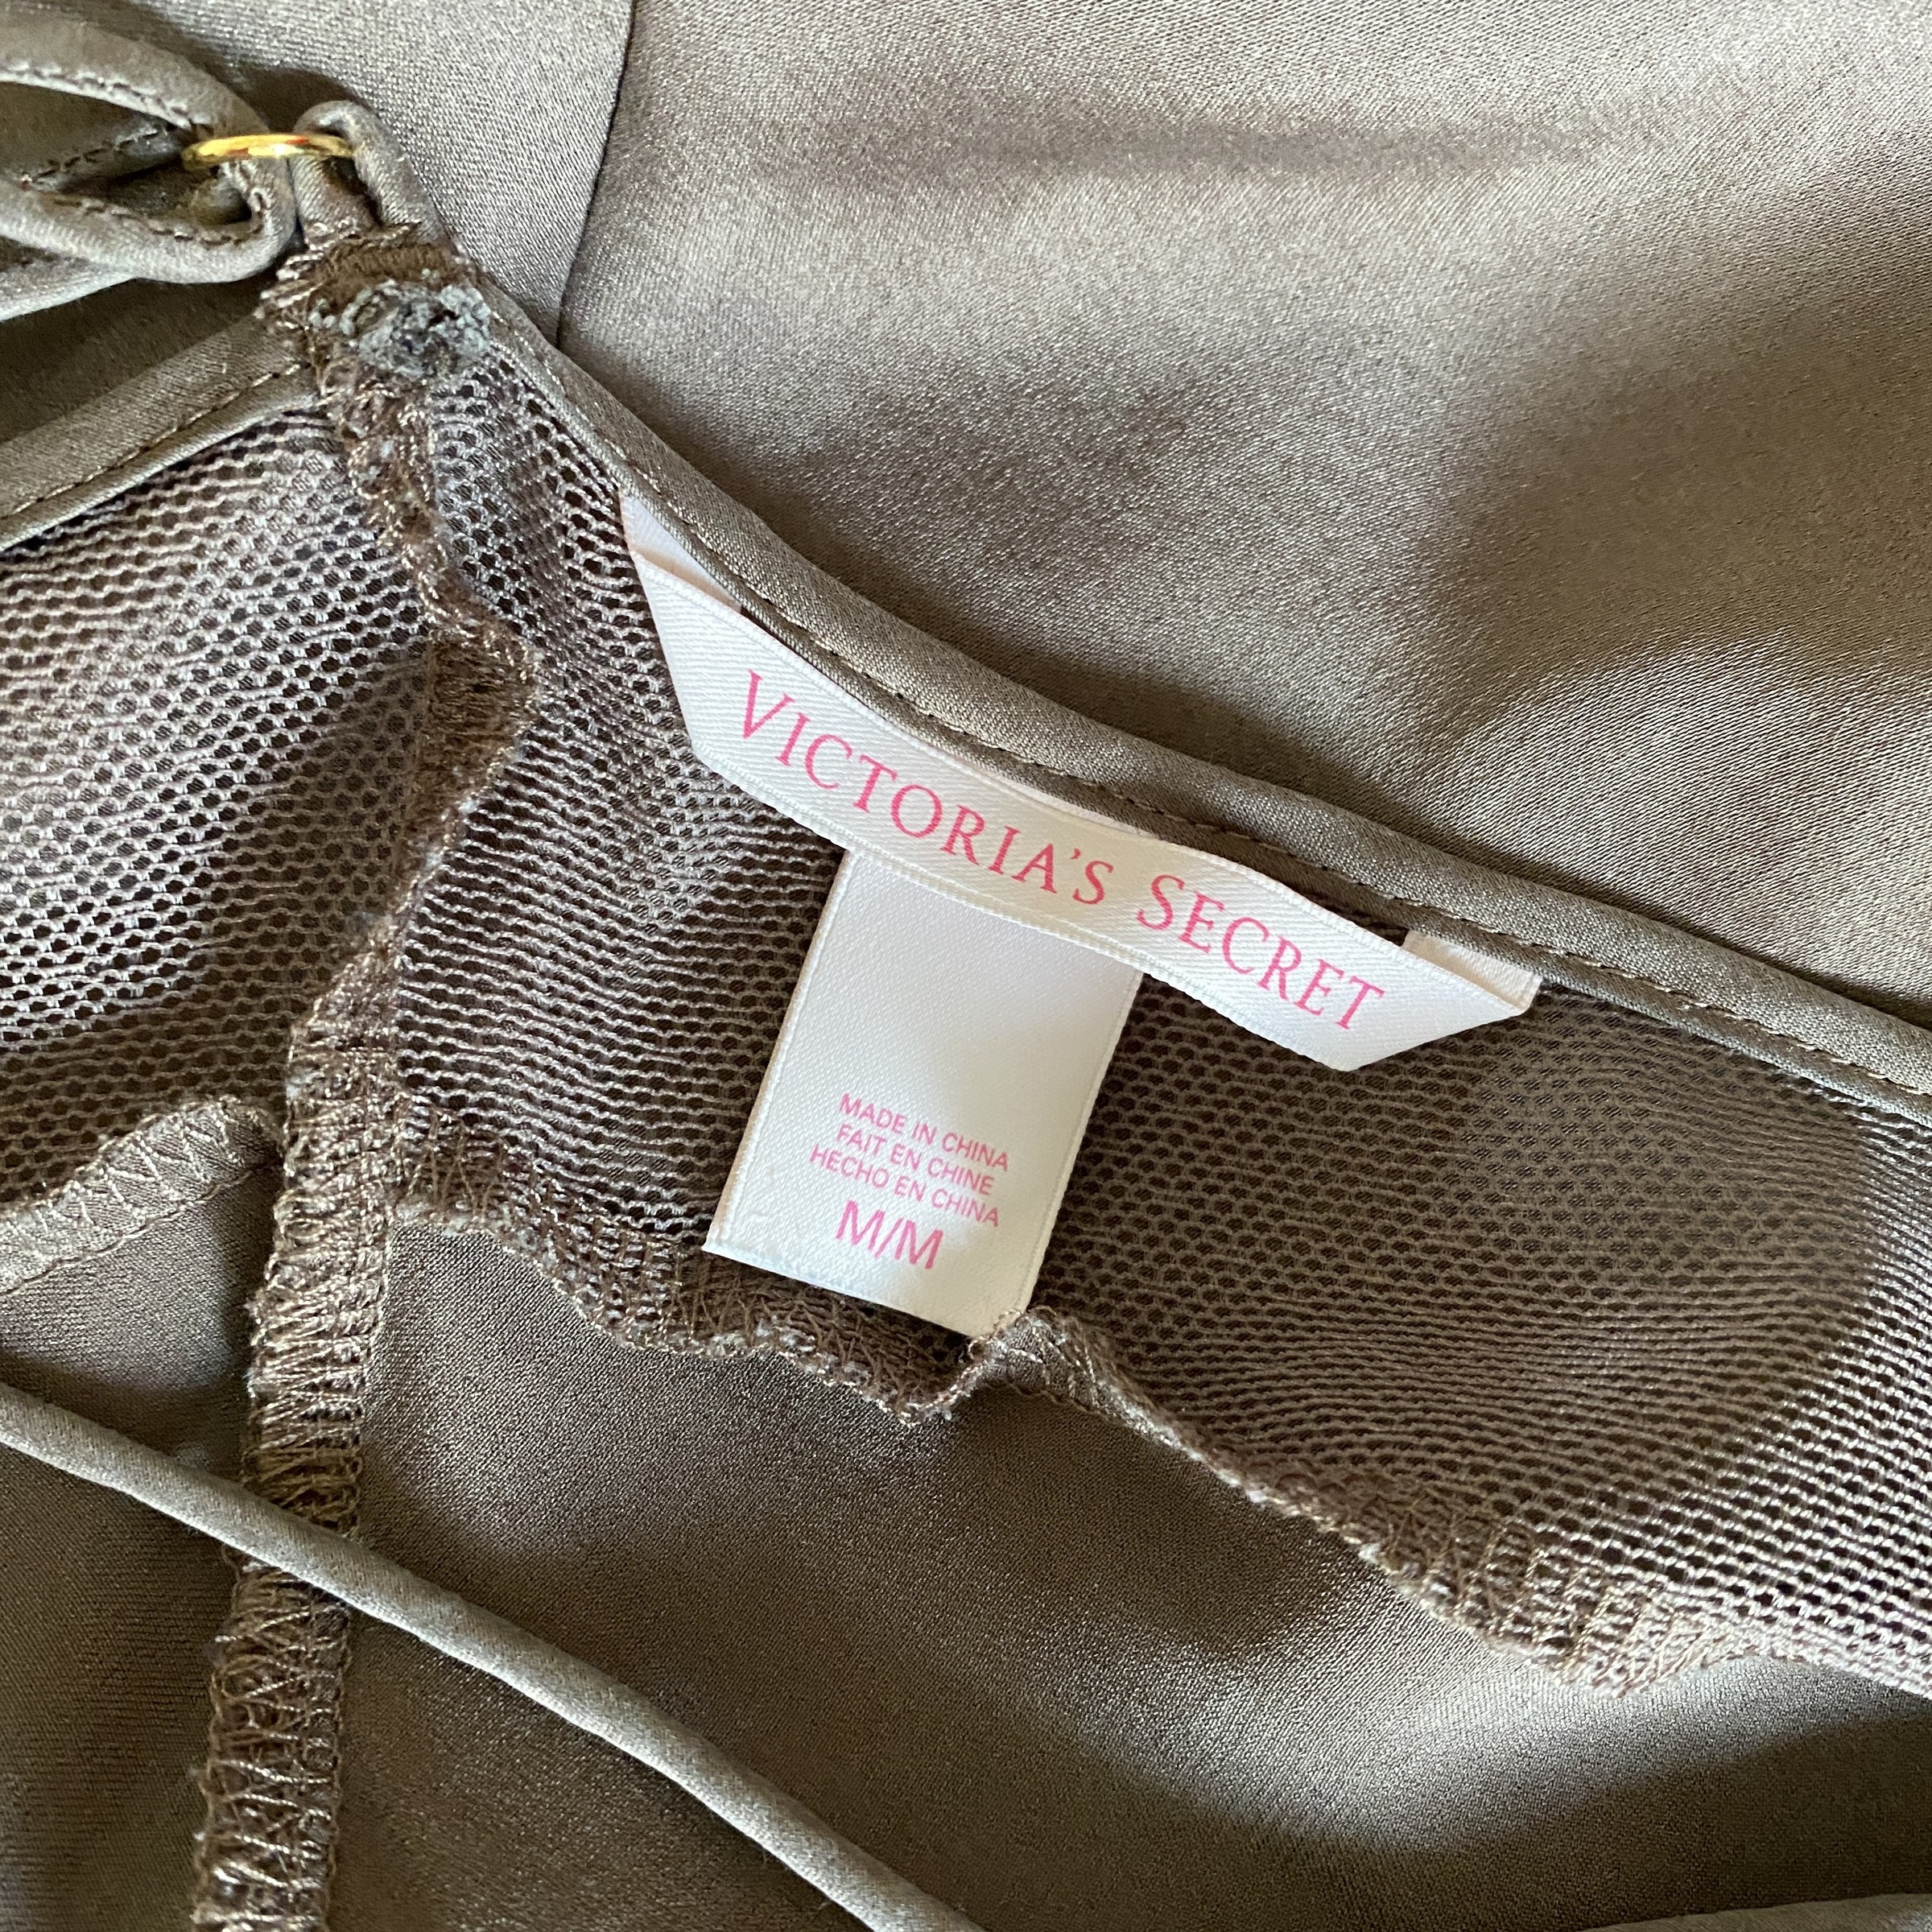 VICTORIA'S SECRET
MADE IN CHINA
FAIT EN CHINE
HECHO EN CHINA
M/M